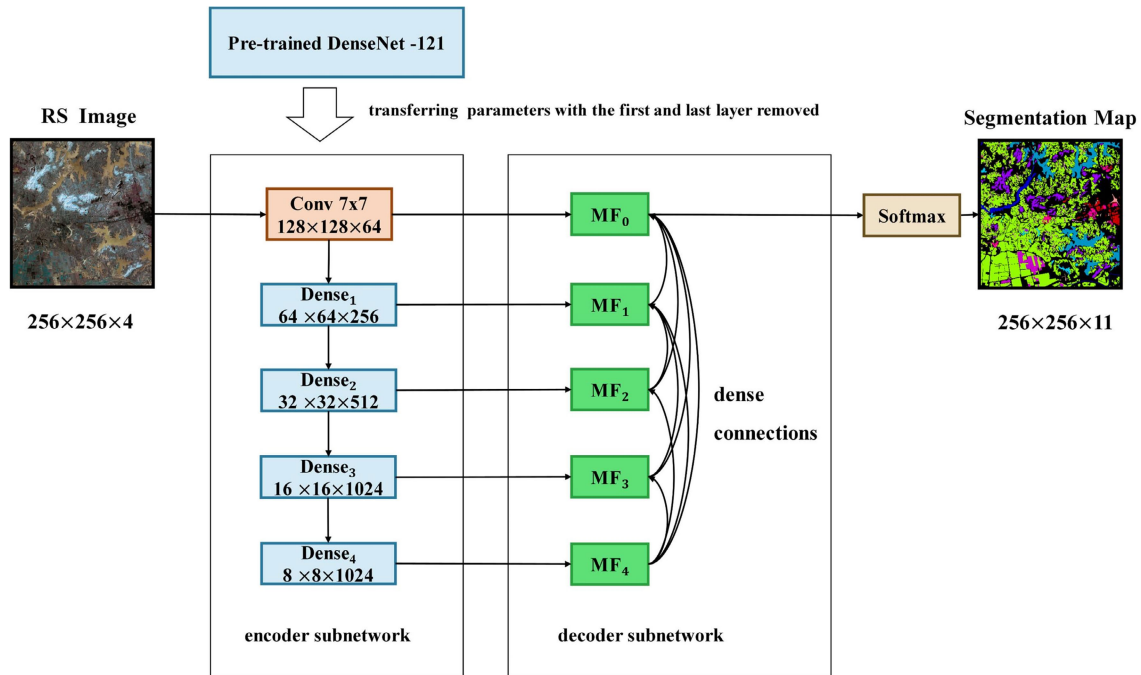 Pre-trained DenseNet -121
transferring parameters with the first and last layer removed
RS Image
Segmentation Map
Conv 7x7
128×128×64
MF₀
Softmax
Dense₁
64 ×64×256
MF₁
256×256×4
256×256×11
Dense₂
32 ×32×512
MF₂
dense
connections
Dense₃
16 ×16×1024
MF₃
Dense₄
8 ×8×1024
MF₄
encoder subnetwork
decoder subnetwork